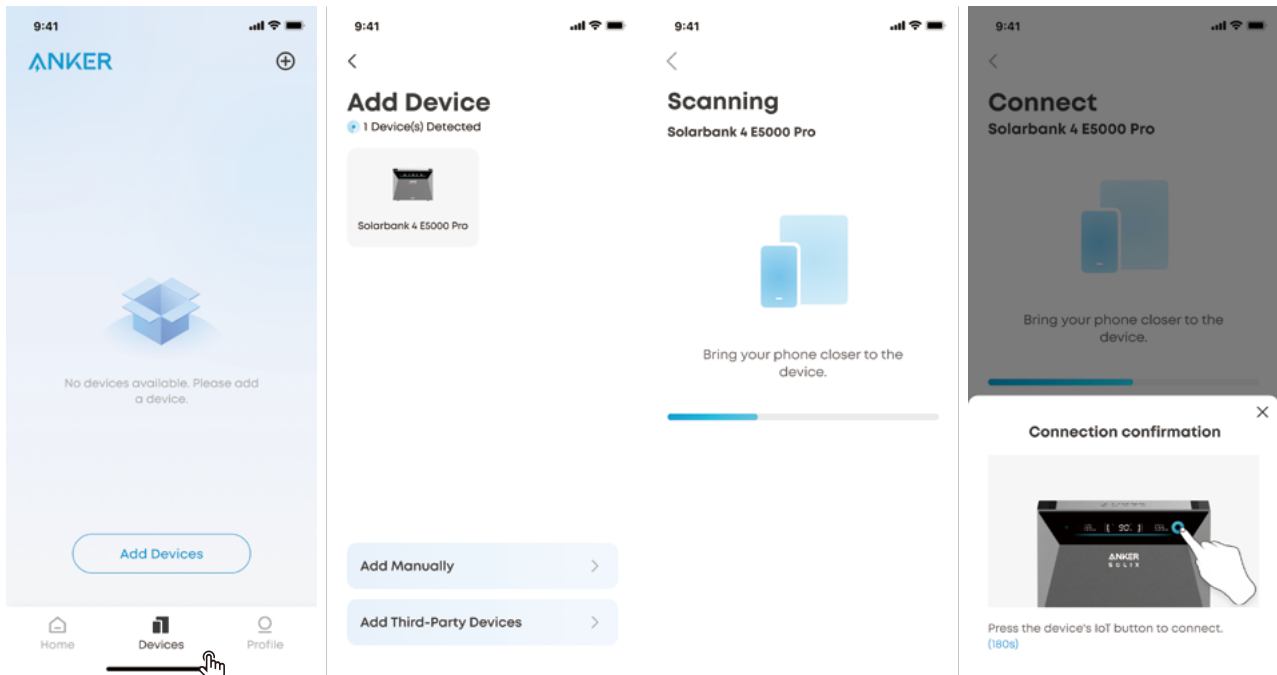 9:41
ANKER
No devices available. Please add
a device.
Add Devices
Home
Devices
Profile
9:41
Add Device
1 Device(s) Detected
Solarbank 4 E5000 Pro
Add Manually
Add Third-Party Devices
9:41
Scanning
Solarbank 4 E5000 Pro
Bring your phone closer to the
device.
9:41
Connect
Solarbank 4 E5000 Pro
Bring your phone closer to the
device.
Connection confirmation
90
ANKER
SOLIX
Press the device's IoT button to connect.
(180s)